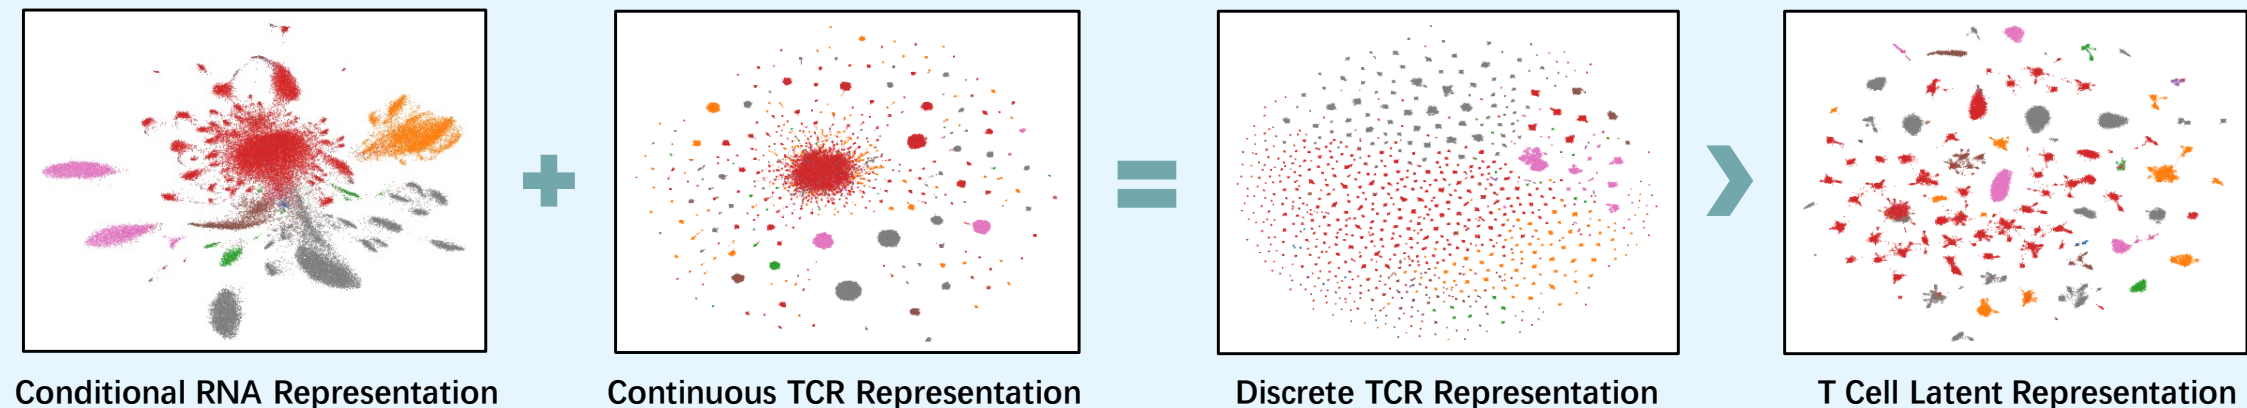 Conditional RNA Representation
Continuous TCR Representation
Discrete TCR Representation
T Cell Latent Representation